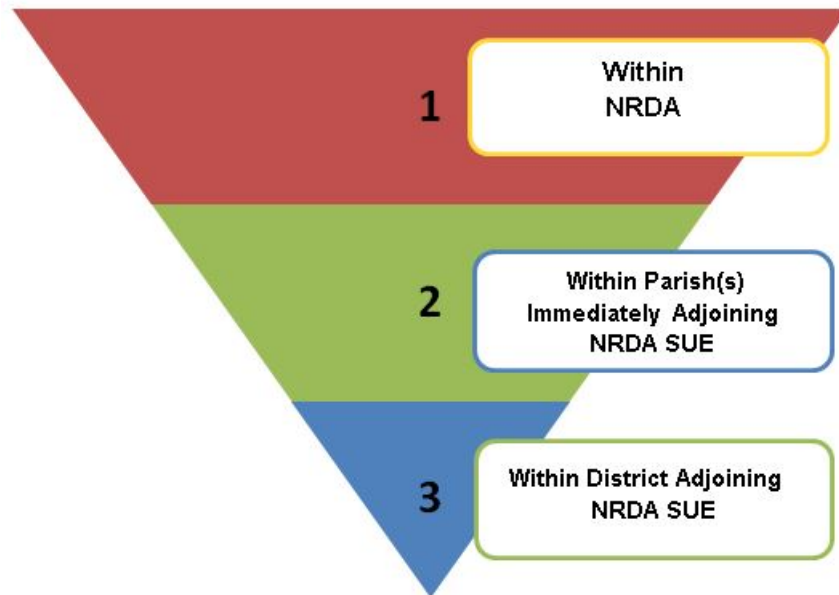 1
Within
NRDA
2
Within Parish(s)
Immediately Adjoining
NRDA SUE
3
Within District Adjoining
NRDA SUE